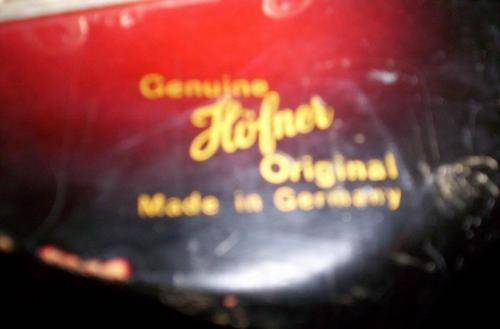 Genuine
Höfner
Original
Made in Germany